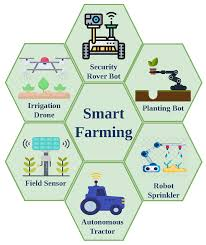 Security
Rover Bot
Irrigation
Drone
Planting Bot
Smart
Farming
Field Sensor
Robot
Sprinkler
Autonomous
Tractor